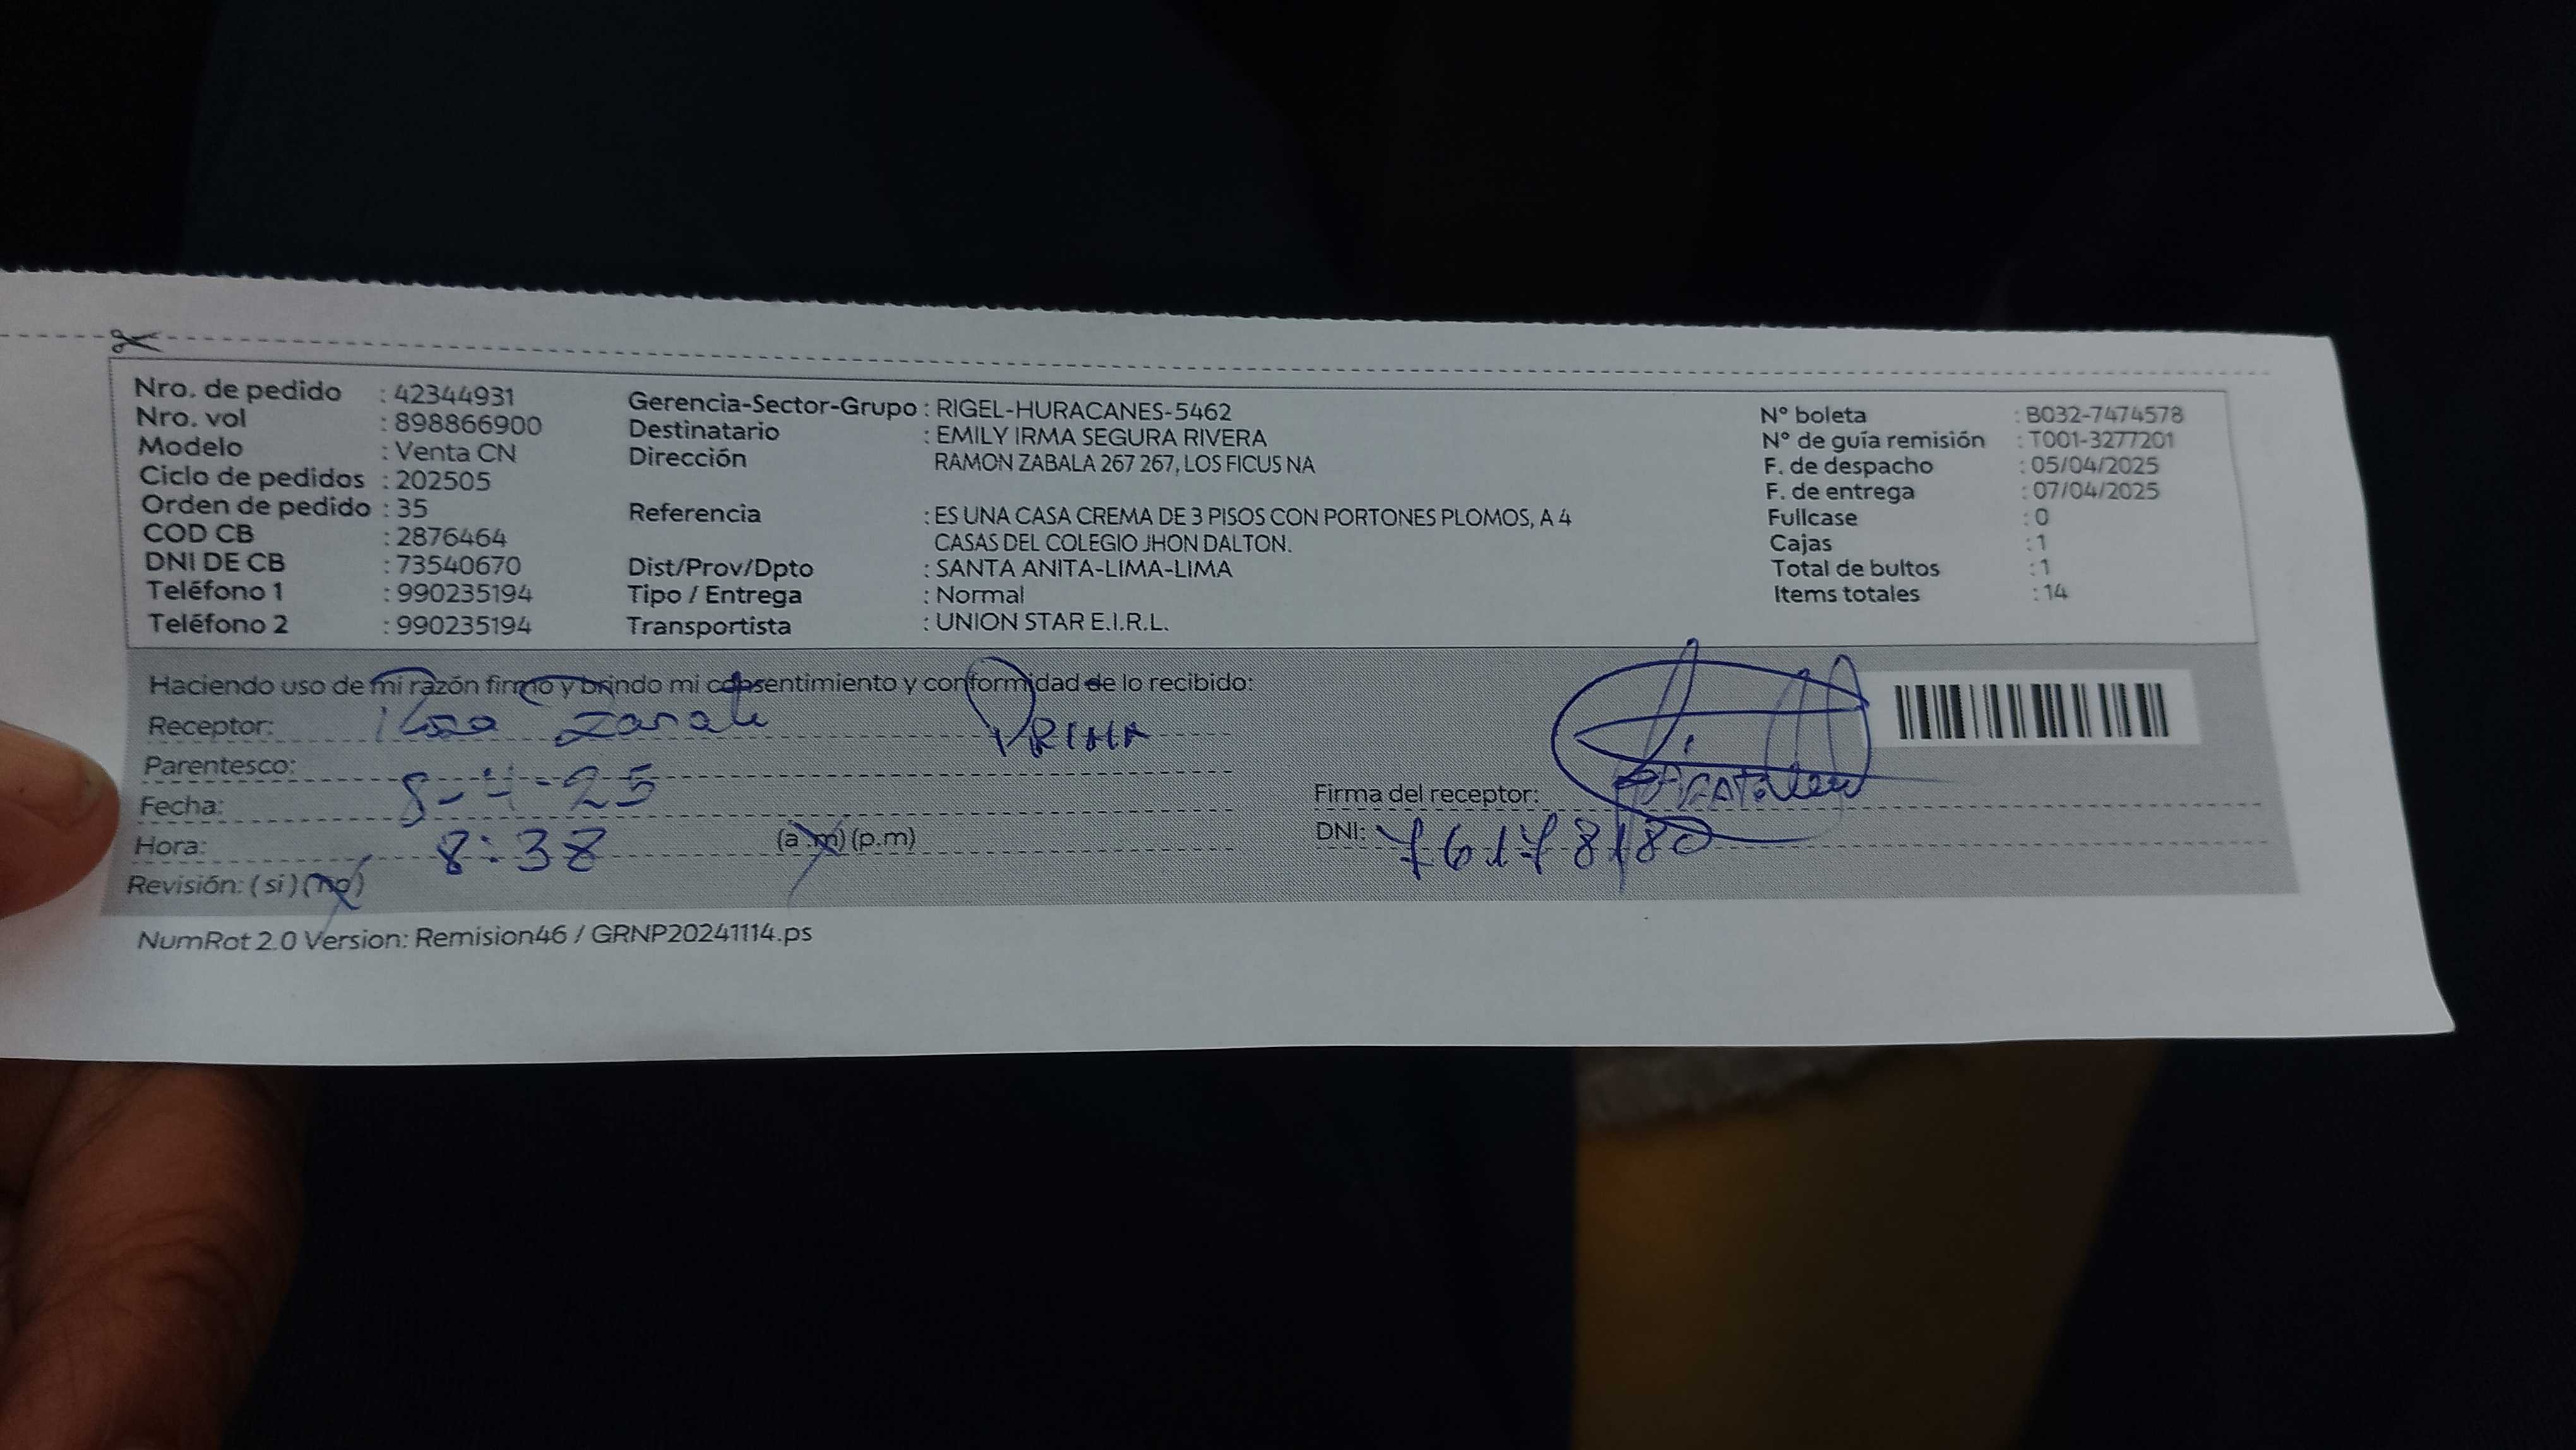 Nro. de pedido : 42344931
Nro. vol : 898866900
Modelo : Venta CN
Ciclo de pedidos : 202505
Orden de pedido : 35
COD CB : 2876464
DNI DE CB : 73540670
Teléfono 1 : 990235194
Teléfono 2 : 990235194
Gerencia-Sector-Grupo : RIGEL-HURACANES-5462
Destinatario : EMILY IRMA SEGURA RIVERA
Dirección RAMON ZABALA 267 267, LOS FICUS NA
Referencia : ES UNA CASA CREMA DE 3 PISOS CON PORTONES PLOMOS, A 4
CASAS DEL COLEGIO JHON DALTON.
Dist/Prov/Dpto : SANTA ANITA-LIMA-LIMA
Tipo / Entrega : Normal
Transportista : UNION STAR E.I.R.L.
N° boleta : B032-7474578
N° de guía remisión : T001-3277201
F. de despacho : 05/04/2025
F. de entrega : 07/04/2025
Fullcase : 0
Cajas : 1
Total de bultos : 1
Items totales : 14
Haciendo uso de mi razón firmo y brindo mi consentimiento y conformidad de lo recibido:
Receptor: Zarate PRIMA
Parentesco:
Fecha: 8-4-25
Hora: 8:38 (a.m) (p.m)
Revisión: (si) (no)
Firma del receptor:
DNI: 76178180
NumRot 2.0 Version: Remision46 / GRNP20241114.ps